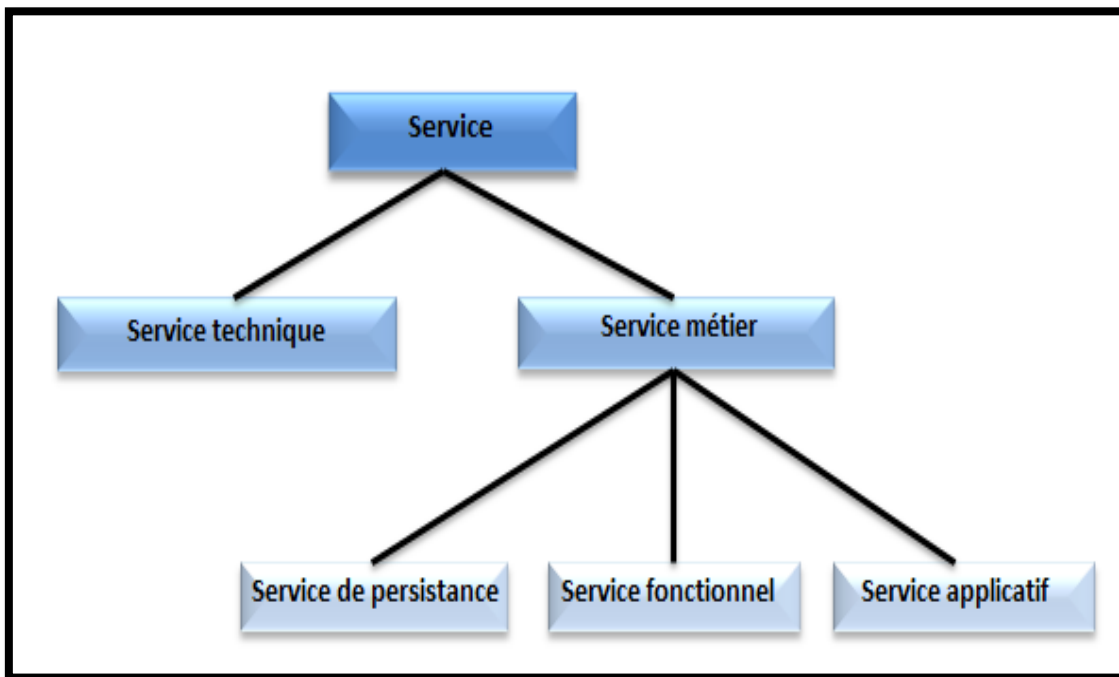 Service
Service technique
Service métier
Service de persistance
Service fonctionnel
Service applicatif